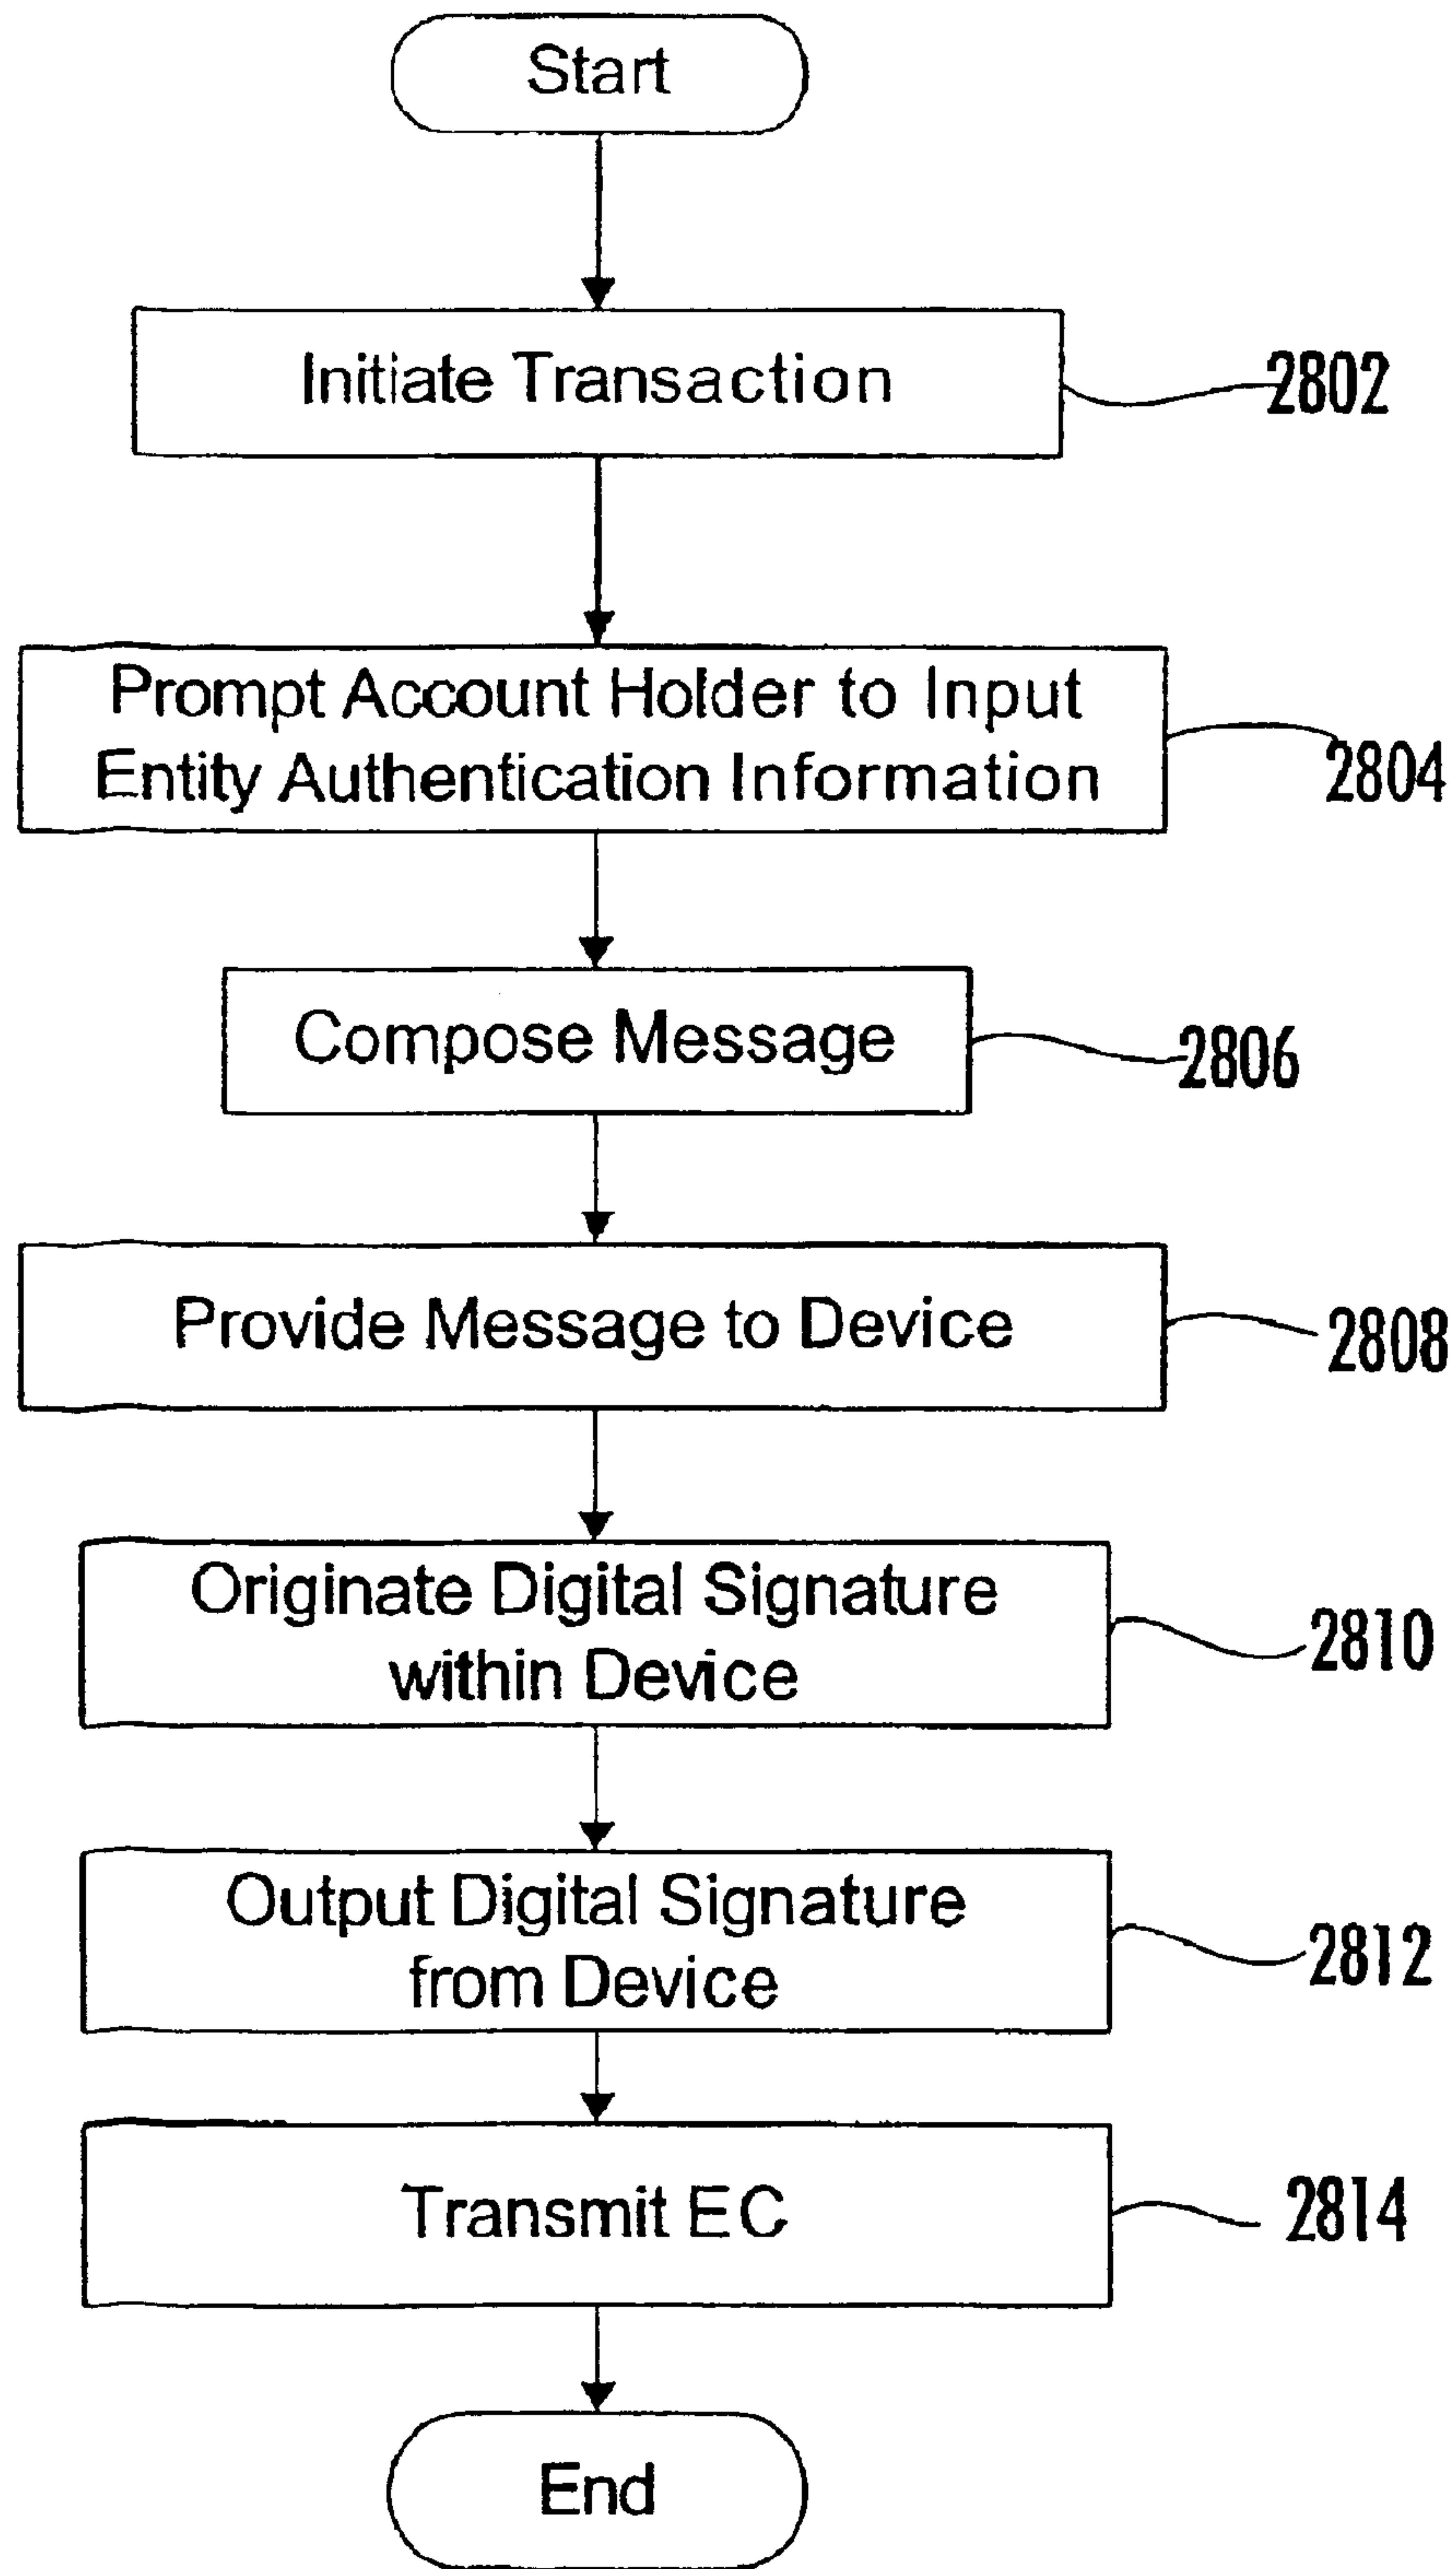 Start
Initiate Transaction
2802
Prompt Account Holder to Input
Entity Authentication Information
2804
Compose Message
2806
Provide Message to Device
2808
Originate Digital Signature
within Device
2810
Output Digital Signature
from Device
2812
Transmit EC
2814
End